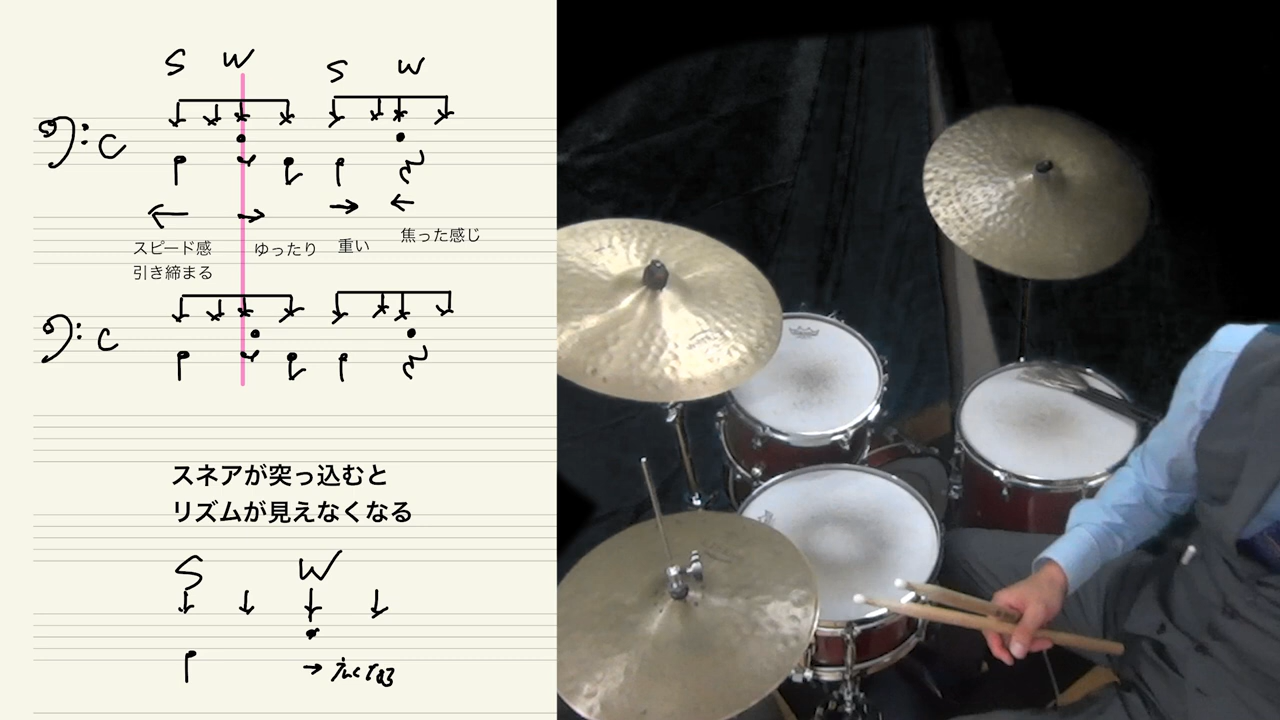 S W S W
C
スピード感
引き締まる
ゆったり
重い
焦った感じ
C
スネアが突っ込むと
リズムが見えなくなる
S W